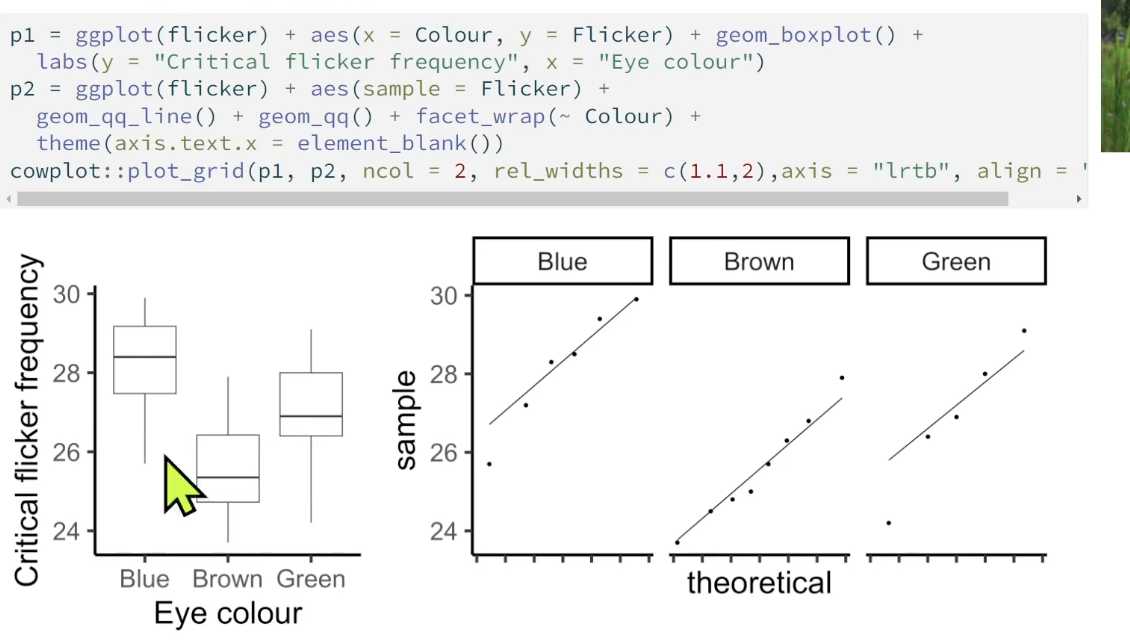 p1 = ggplot(flicker) + aes(x = Colour, y = Flicker) + geom_boxplot() +
  labs(y = "Critical flicker frequency", x = "Eye colour")
p2 = ggplot(flicker) + aes(sample = Flicker) +
  geom_qq_line() + geom_qq() + facet_wrap(~ Colour) +
  theme(axis.text.x = element_blank())
cowplot::plot_grid(p1, p2, ncol = 2, rel_widths = c(1.1,2),axis = "lrtb", align = '
Critical flicker frequency
30
28
26
24
Blue Brown Green
Eye colour
Blue Brown Green
sample
30
28
26
24
theoretical